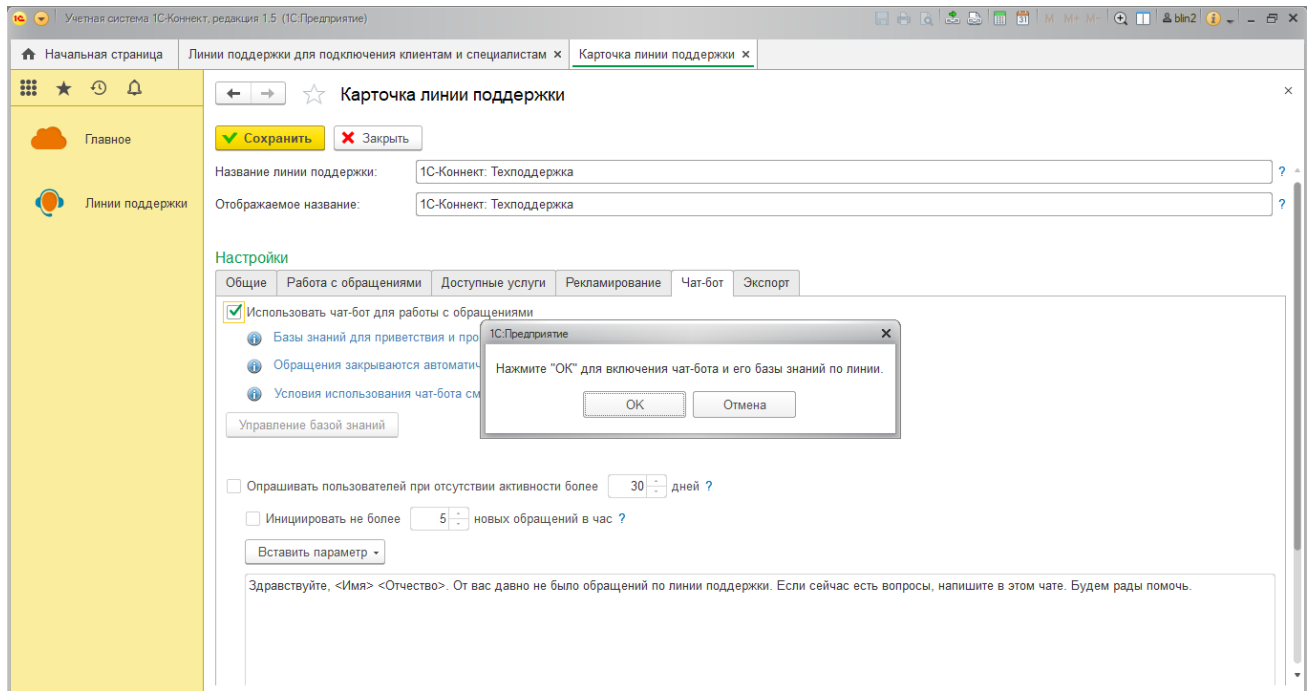 Учетная система 1С-Коннект, редакция 1.5 (1С:Предприятие)
M M+ M- blin2
Начальная страница Линии поддержки для подключения клиентам и специалистам × Карточка линии поддержки ×
Карточка линии поддержки
Главное
Сохранить Закрыть
Название линии поддержки: 1С-Коннект: Техподдержка ?
Линии поддержки
Отображаемое название: 1С-Коннект: Техподдержка ?
Настройки
Общие Работа с обращениями Доступные услуги Рекламирование Чат-бот Экспорт
Использовать чат-бот для работы с обращениями
Базы знаний для приветствия и про
Обращения закрываются автоматич
Условия использования чат-бота см
1С:Предприятие
Нажмите "ОК" для включения чат-бота и его базы знаний по линии.
OK Отмена
Управление базой знаний
Опрашивать пользователей при отсутствии активности более 30 дней ?
Инициировать не более 5 новых обращений в час ?
Вставить параметр
Здравствуйте, <Имя> <Отчество>. От вас давно не было обращений по линии поддержки. Если сейчас есть вопросы, напишите в этом чате. Будем рады помочь.